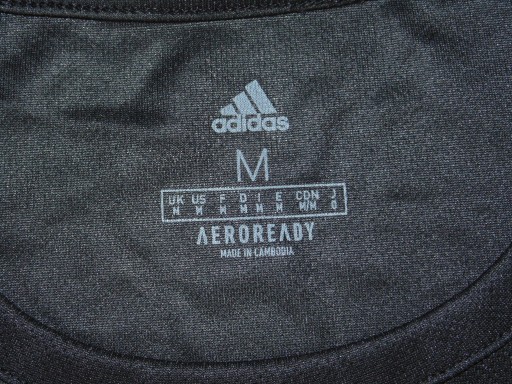 adidas
M
UK US F D I E CDN J
M M M M M M M/M O
AEROREADY
MADE IN CAMBODIA